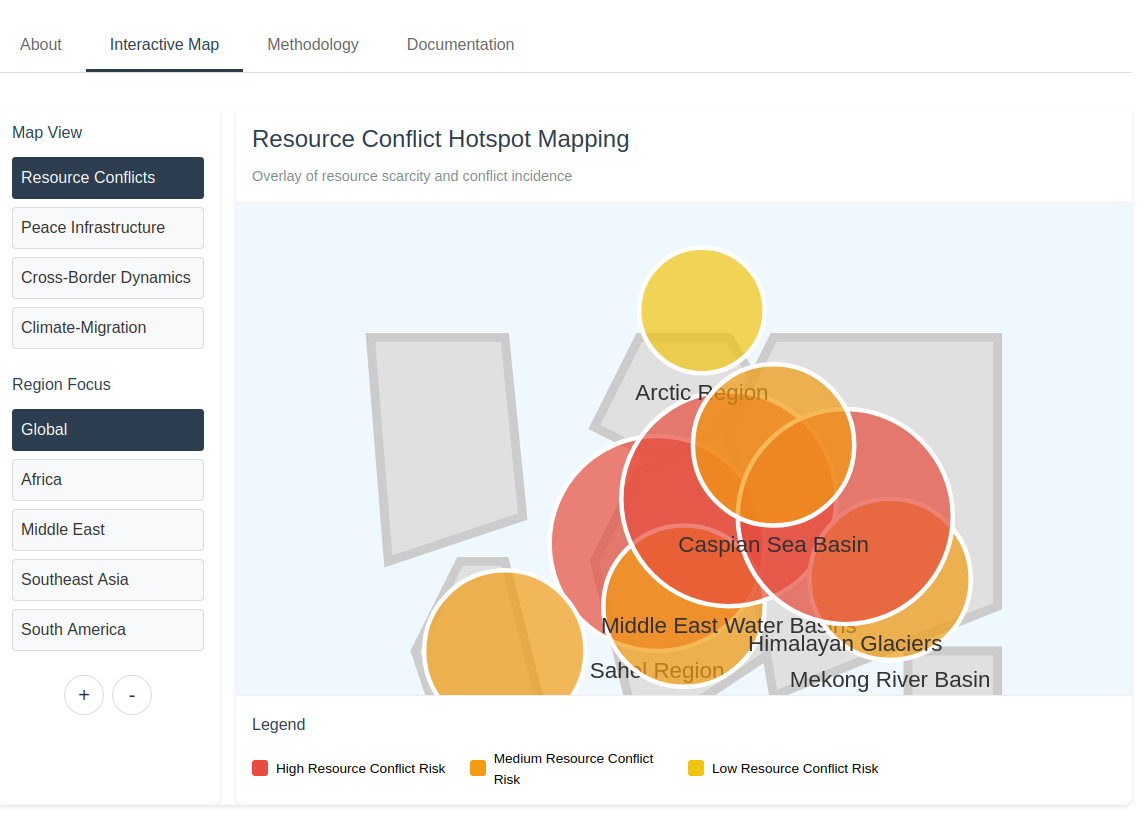 About
Interactive Map
Methodology
Documentation
Map View
Resource Conflicts
Peace Infrastructure
Cross-Border Dynamics
Climate-Migration
Region Focus
Global
Africa
Middle East
Southeast Asia
South America
+
-
Resource Conflict Hotspot Mapping
Overlay of resource scarcity and conflict incidence
Arctic Region
Caspian Sea Basin
Middle East Water Basins
Himalayan Glaciers
Sahel Region
Mekong River Basin
Legend
High Resource Conflict Risk
Medium Resource Conflict
Risk
Low Resource Conflict Risk